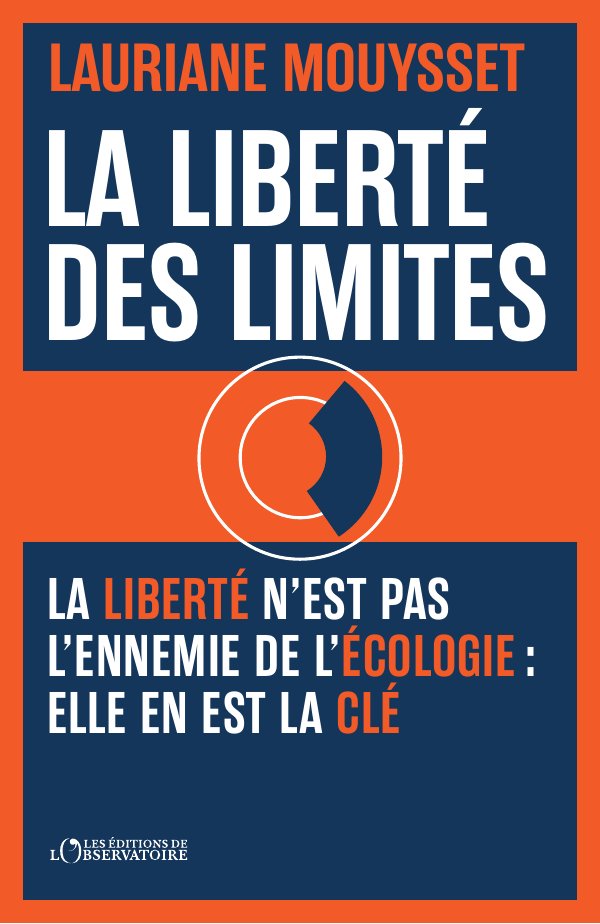 LAURIANE MOUYSSET
LA LIBERTÉ
DES LIMITES
LA LIBERTÉ N’EST PAS
L’ENNEMIE DE L’ÉCOLOGIE :
ELLE EN EST LA CLÉ
LES ÉDITIONS DE
L’OBSERVATOIRE